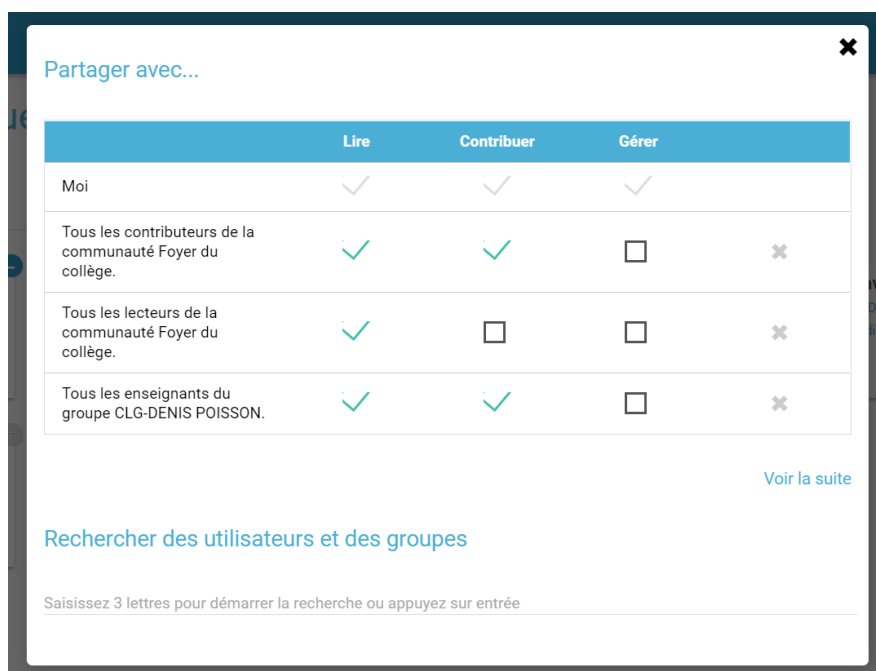 Partager avec...
Lire Contribuer Gérer
Moi
Tous les contributeurs de la
communauté Foyer du
collège.
Tous les lecteurs de la
communauté Foyer du
collège.
Tous les enseignants du
groupe CLG-DENIS POISSON.
Voir la suite
Rechercher des utilisateurs et des groupes
Saisissez 3 lettres pour démarrer la recherche ou appuyez sur entrée